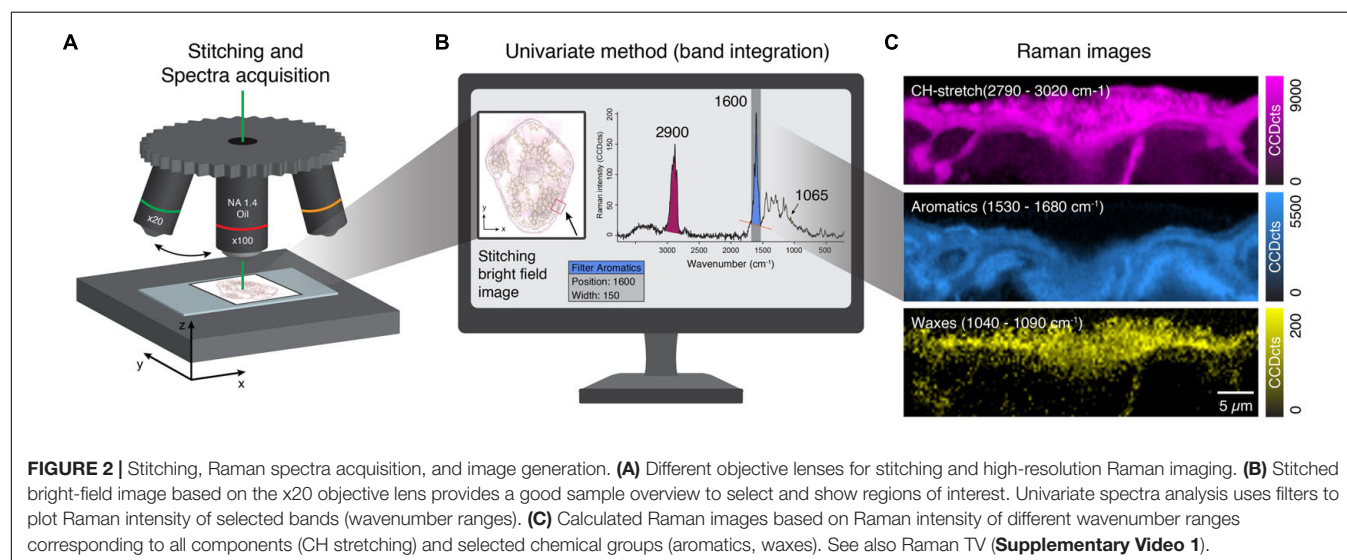 A
Stitching and
Spectra acquisition
x20
NA 1.4
Oil
x100
z
y
x
B
Univariate method (band integration)
y
x
Stitching
bright field
image
Raman intensity (CCDcts)
200
150
100
50
0
2900
1600
1065
3000 2500 2000 1500 1000 500
Wavenumber (cm⁻¹)
Filter Aromatics
Position: 1600
Width: 150
C
Raman images
CH-stretch(2790 - 3020 cm-1)
9000
CCDcts
0
Aromatics (1530 - 1680 cm⁻¹)
5500
CCDcts
0
Waxes (1040 - 1090 cm⁻¹)
200
CCDcts
0
5 µm
FIGURE 2 | Stitching, Raman spectra acquisition, and image generation. (A) Different objective lenses for stitching and high-resolution Raman imaging. (B) Stitched
bright-field image based on the x20 objective lens provides a good sample overview to select and show regions of interest. Univariate spectra analysis uses filters to
plot Raman intensity of selected bands (wavenumber ranges). (C) Calculated Raman images based on Raman intensity of different wavenumber ranges
corresponding to all components (CH stretching) and selected chemical groups (aromatics, waxes). See also Raman TV (Supplementary Video 1).